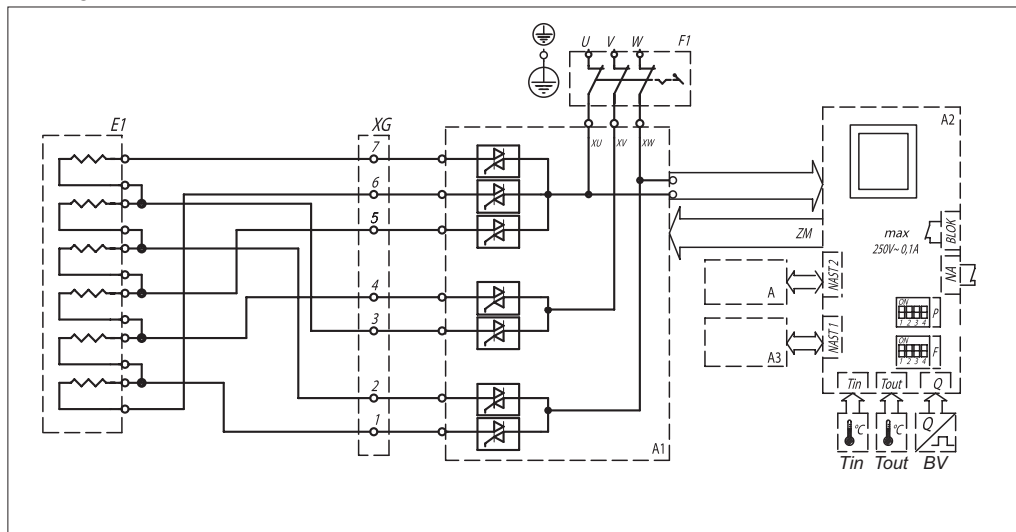 U V W F1
E1
XG
7
6
5
4
3
2
1
XU XV XW
A1
A2
ZM
max
250V~ 0,1A
BLOK
NA
NAST 2
NAST 1
A
A3
ON
1 2 3 4
P
ON
1 2 3 4
F
Tin Tout Q
°C °C Q
Tin Tout BV